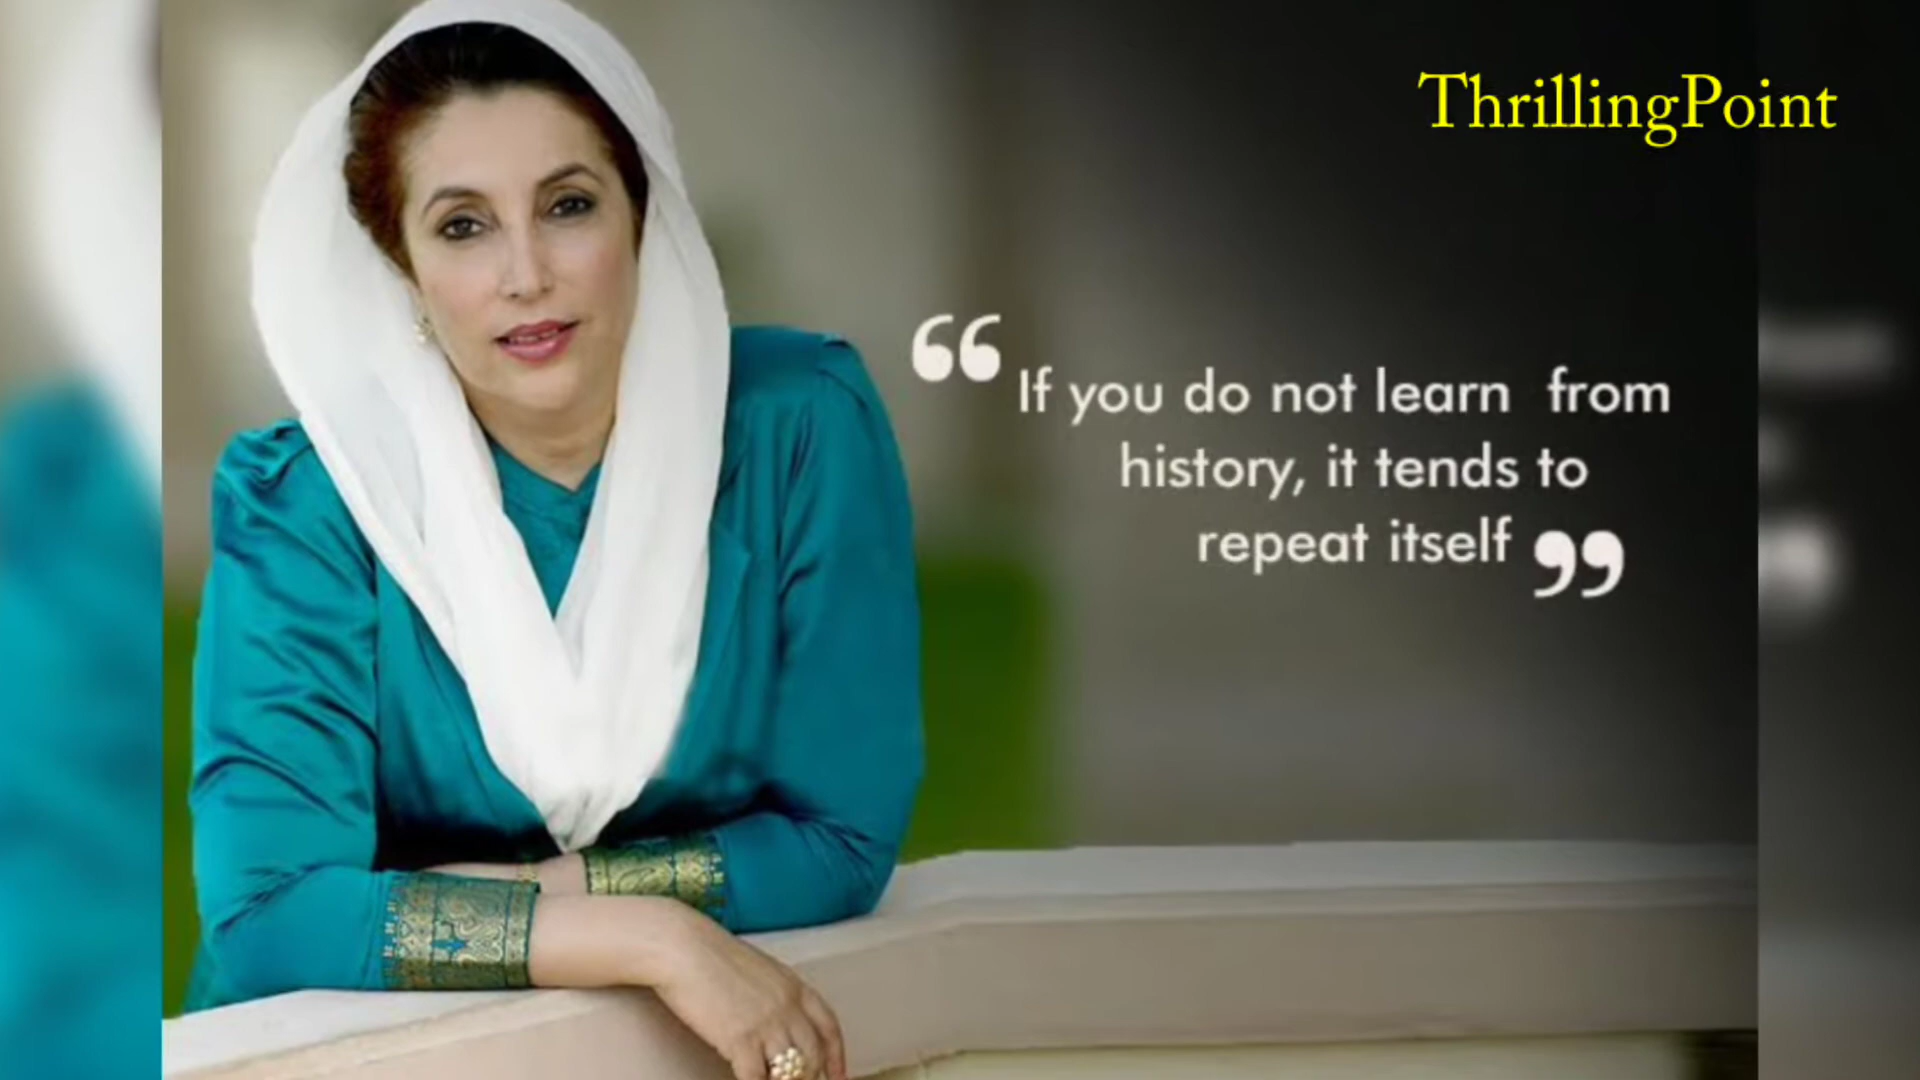 ThrillingPoint
“If you do not learn from
history, it tends to
repeat itself”